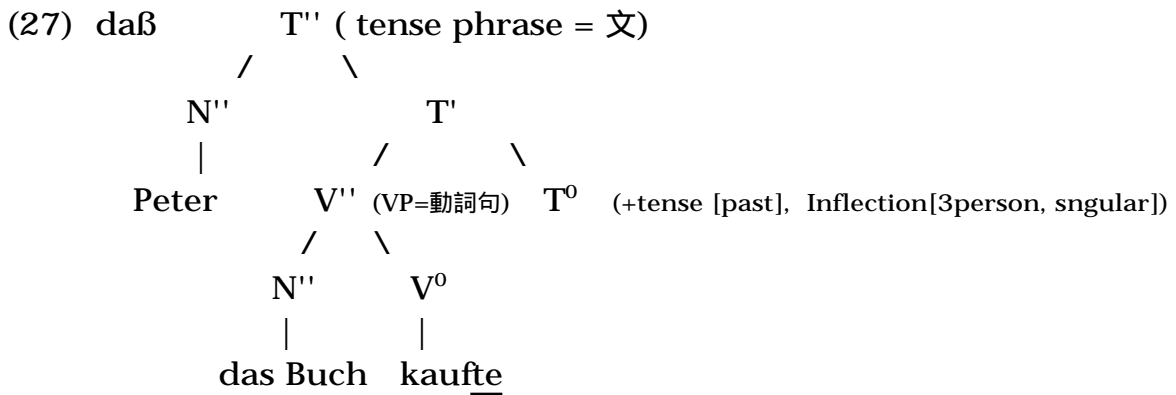 (27) daß T'' ( tense phrase = 文)
/ \
N'' T'
| / \
Peter V'' (VP=動詞句) T⁰ (+tense [past], Inflection[3person, sngular])
/ \
N'' V⁰
| |
das Buch kaufte